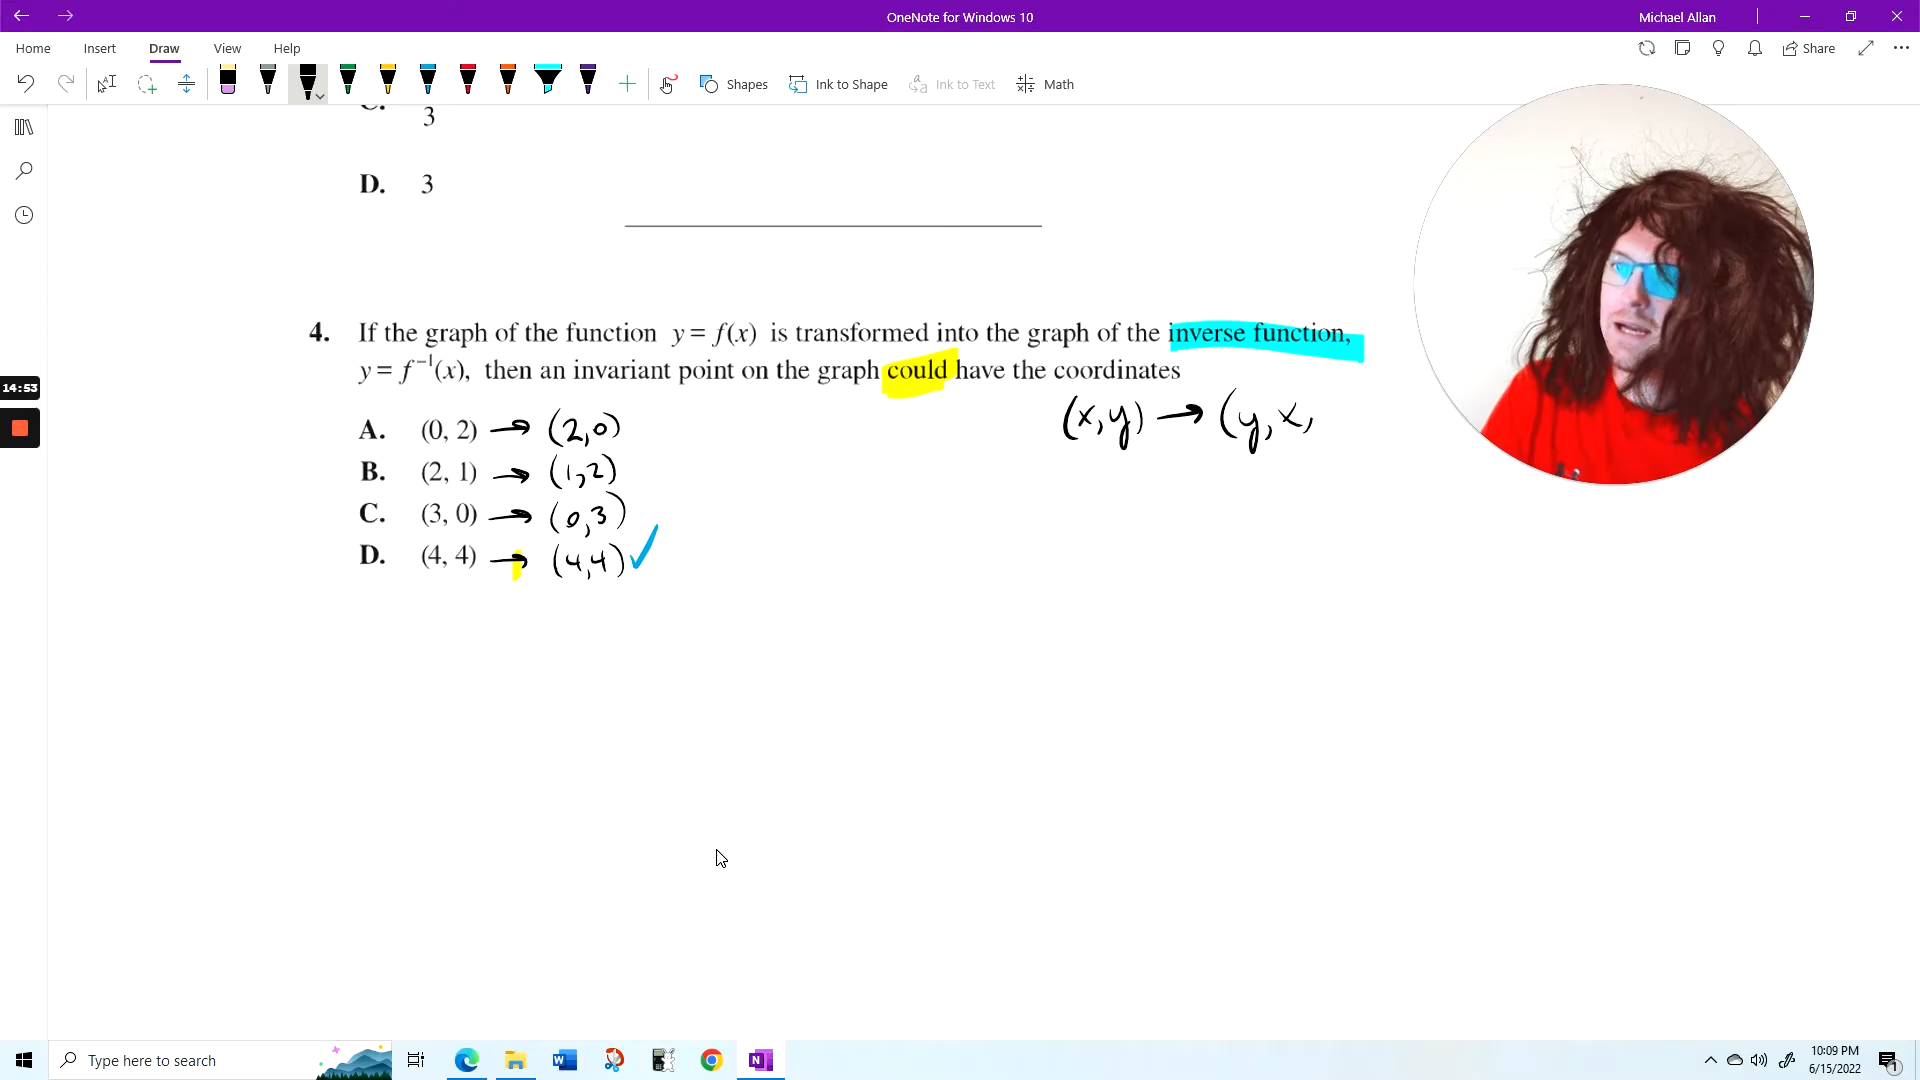 OneNote for Windows 10
Michael Allan
Home Insert Draw View Help
Share
Shapes Ink to Shape Ink to Text Math
3
D. 3
4. If the graph of the function y = f(x) is transformed into the graph of the inverse function,
y = f⁻¹(x), then an invariant point on the graph could have the coordinates
(x,y) → (y,x,
A. (0, 2) → (2,0)
B. (2, 1) → (1,2)
C. (3, 0) → (0,3)
D. (4, 4) → (4,4) ✓
14:53
Type here to search
10:09 PM
6/15/2022
1